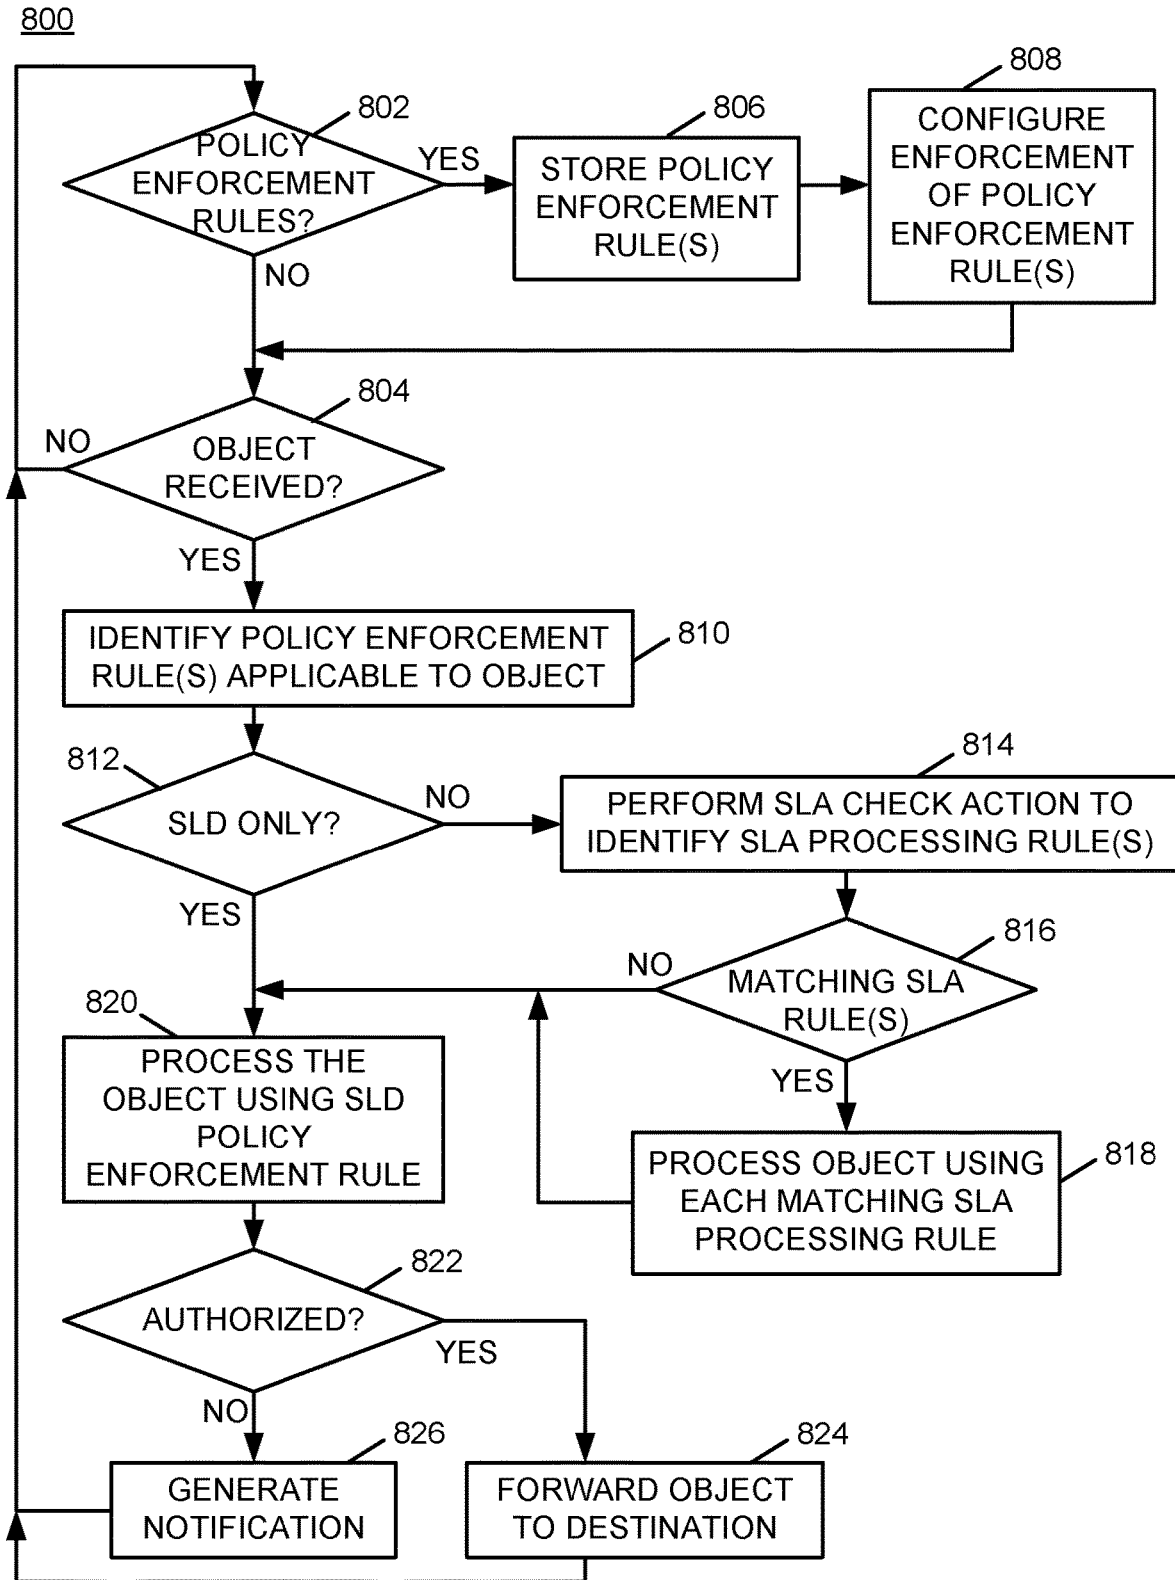 800
802
POLICY
ENFORCEMENT
RULES?
YES
NO
806
STORE POLICY
ENFORCEMENT
RULE(S)
808
CONFIGURE
ENFORCEMENT
OF POLICY
ENFORCEMENT
RULE(S)
804
OBJECT
RECEIVED?
NO
YES
IDENTIFY POLICY ENFORCEMENT
RULE(S) APPLICABLE TO OBJECT
810
812
SLD ONLY?
NO
YES
814
PERFORM SLA CHECK ACTION TO
IDENTIFY SLA PROCESSING RULE(S)
816
MATCHING SLA
RULE(S)
NO
YES
PROCESS OBJECT USING
EACH MATCHING SLA
PROCESSING RULE
818
820
PROCESS THE
OBJECT USING SLD
POLICY
ENFORCEMENT RULE
822
AUTHORIZED?
YES
NO
826
GENERATE
NOTIFICATION
824
FORWARD OBJECT
TO DESTINATION